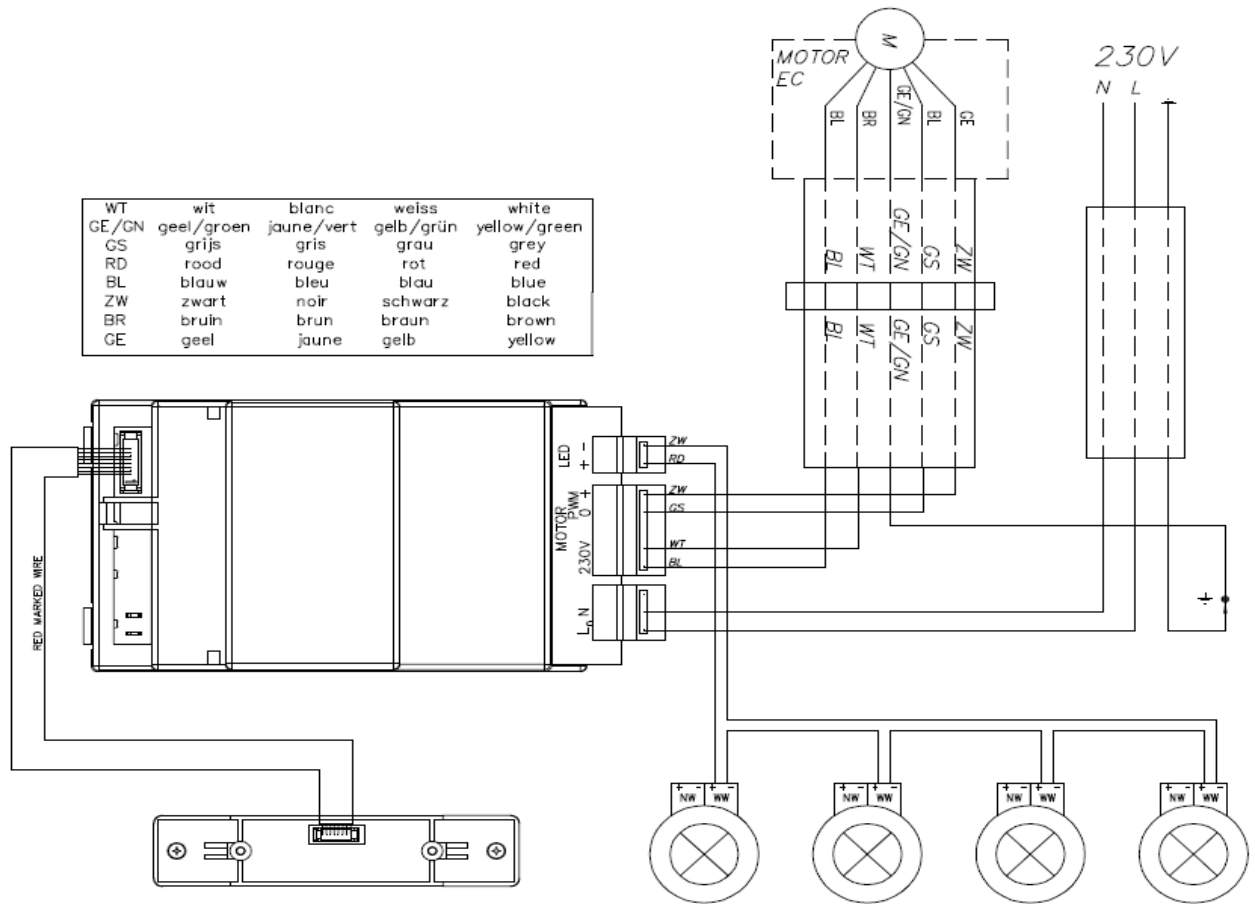 M
MOTOR
EC
BL
BR
GE/GN
BL
GE
230V
N L
WT wit blanc weiss white
GE/GN geel/groen jaune/vert gelb/grün yellow/green
GS grijs gris grau grey
RD rood rouge rot red
BL blauw bleu blau blue
ZW zwart noir schwarz black
BR bruin brun braun brown
GE geel jaune gelb yellow
BL
WT
GE/GN
GS
ZW
BL
WT
GE/GN
GS
ZW
LED
+ -
ZW
RD
MOTOR
230V
PWM
0 +
ZW
GS
WT
BL
N
RED MARKED WIRE
+ - + -
NW WW
+ - + -
NW WW
+ - + -
NW WW
+ - + -
NW WW